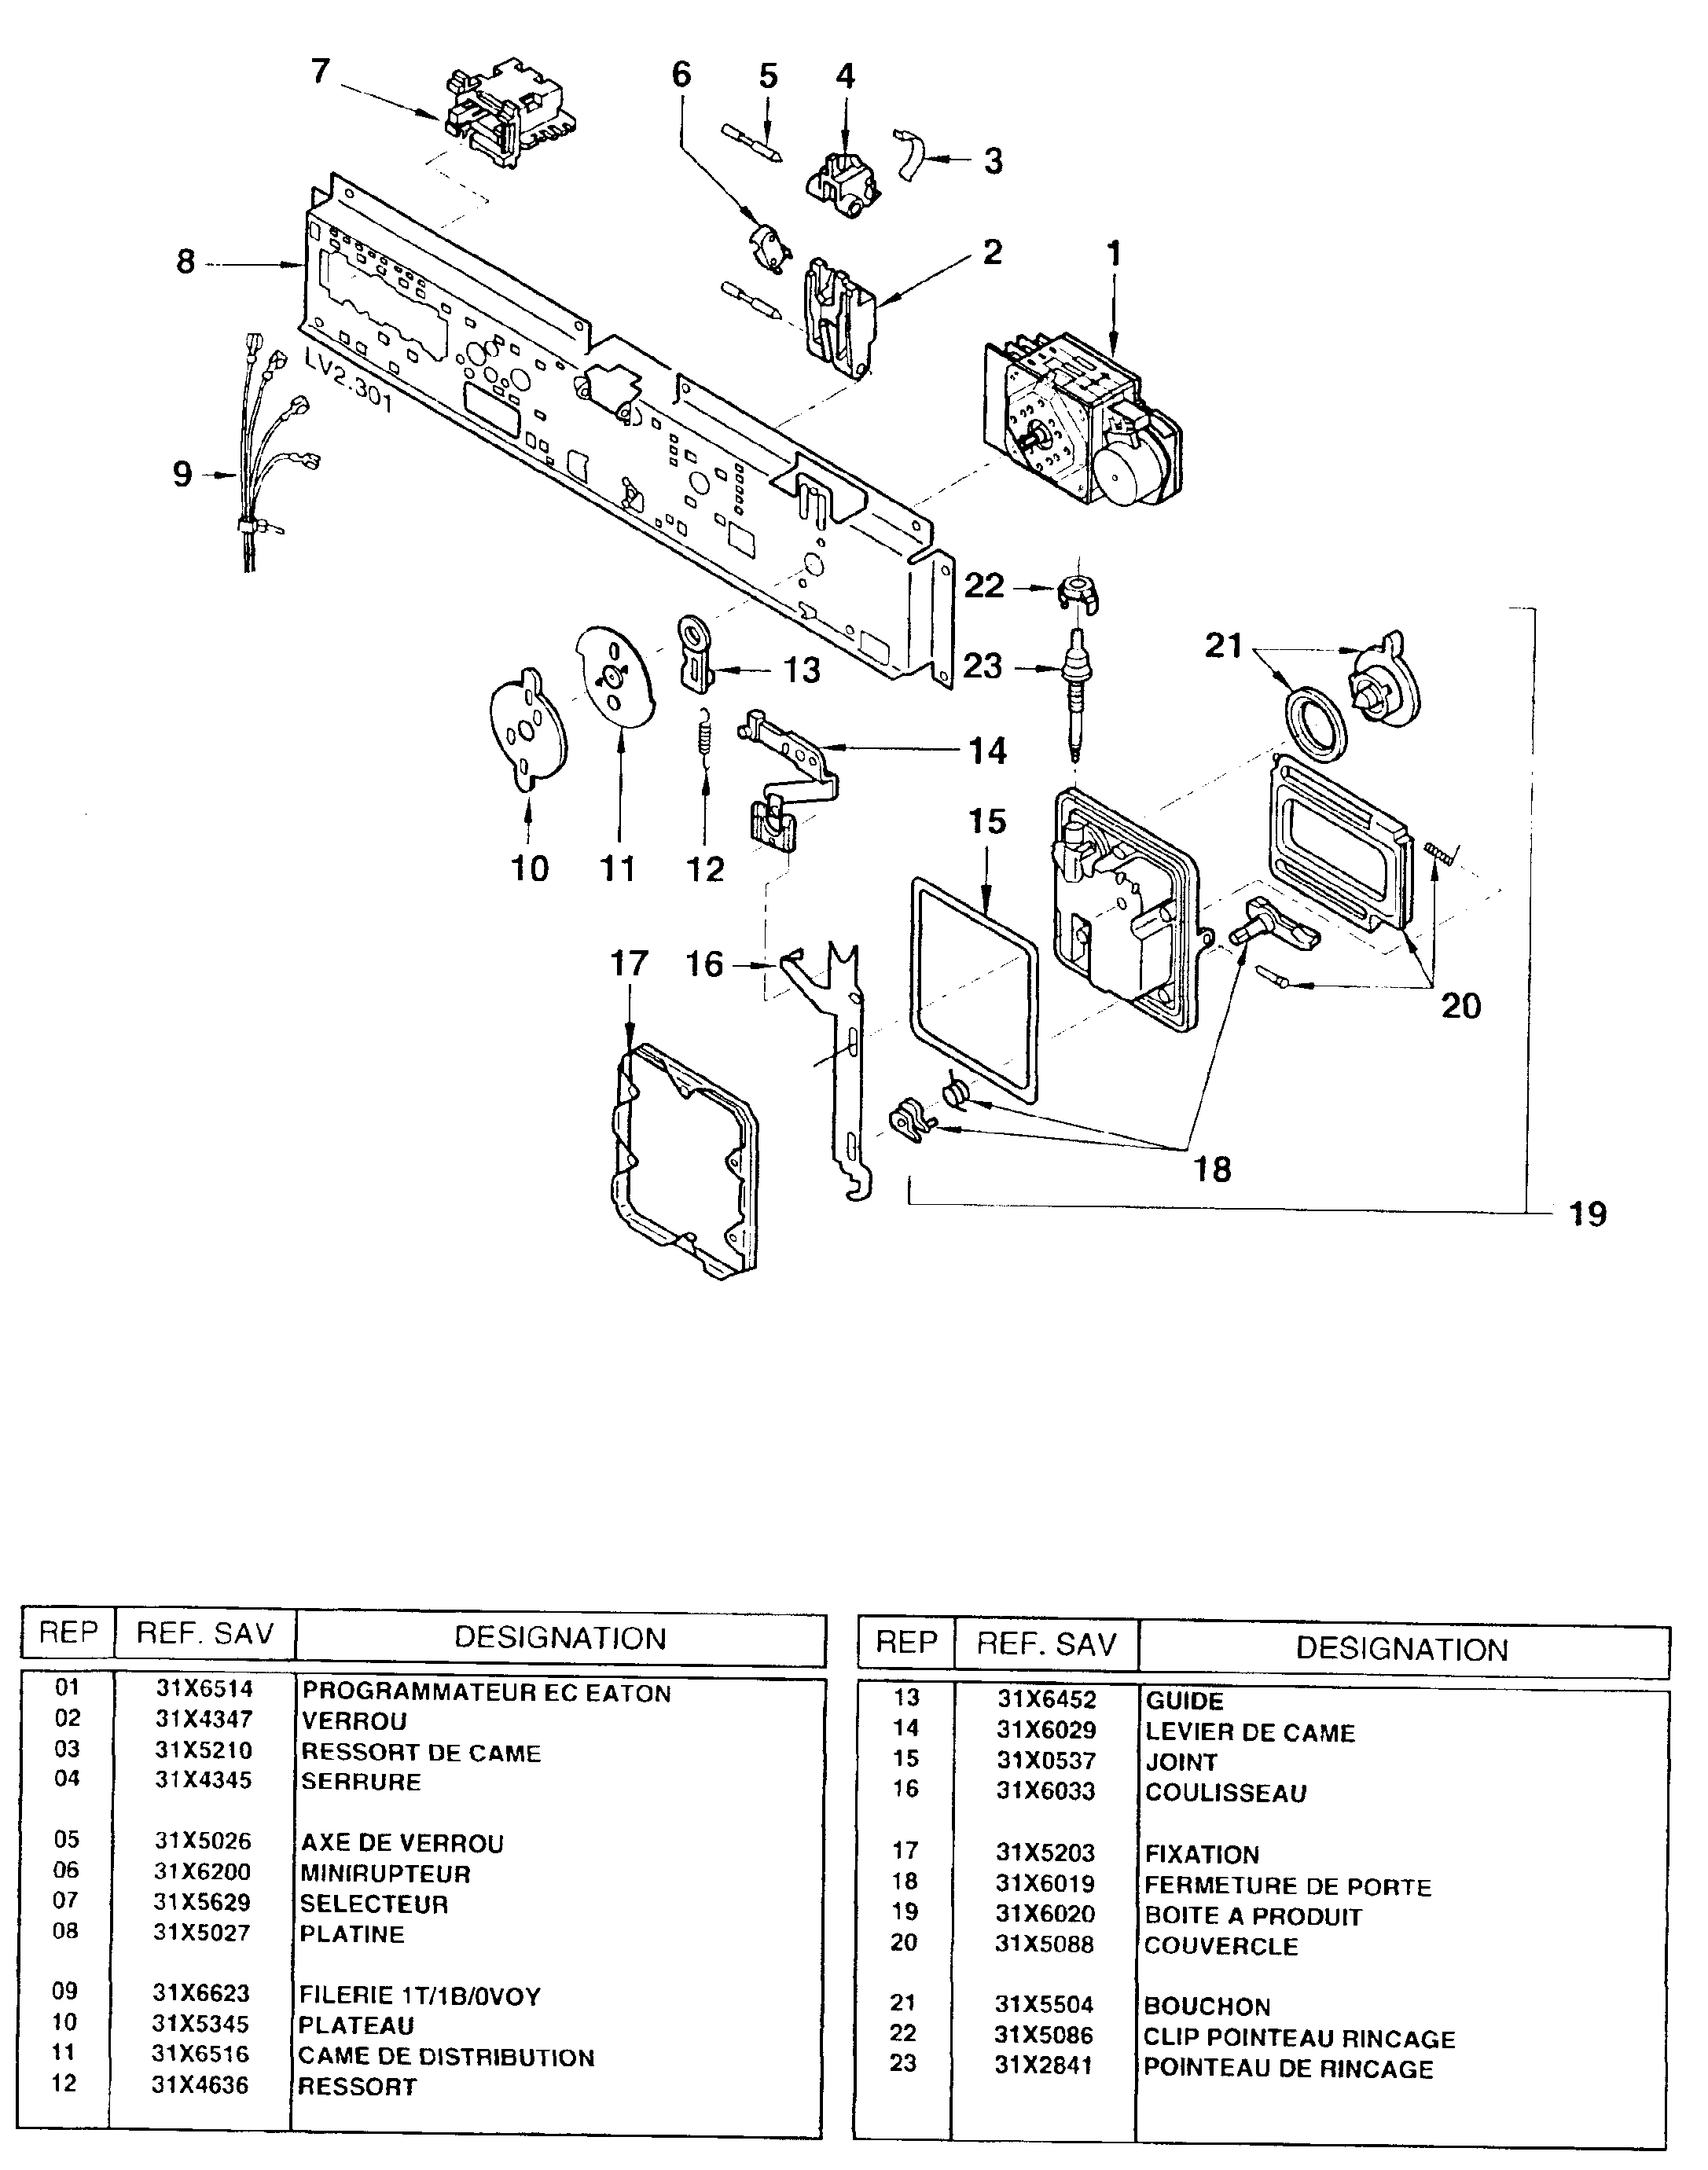 7
6
5
4
3
8
2
1
LV2.301
9
22
21
23
13
14
15
10
11
12
17
16
20
18
19
REP REF. SAV DESIGNATION
01 31X6514 PROGRAMMATEUR EC EATON
02 31X4347 VERROU
03 31X5210 RESSORT DE CAME
04 31X4345 SERRURE
05 31X5026 AXE DE VERROU
06 31X6200 MINIRUPTEUR
07 31X5629 SELECTEUR
08 31X5027 PLATINE
09 31X6623 FILERIE 1T/1B/0VOY
10 31X5345 PLATEAU
11 31X6516 CAME DE DISTRIBUTION
12 31X4636 RESSORT
REP REF. SAV DESIGNATION
13 31X6452 GUIDE
14 31X6029 LEVIER DE CAME
15 31X0537 JOINT
16 31X6033 COULISSEAU
17 31X5203 FIXATION
18 31X6019 FERMETURE DE PORTE
19 31X6020 BOITE A PRODUIT
20 31X5088 COUVERCLE
21 31X5504 BOUCHON
22 31X5086 CLIP POINTEAU RINCAGE
23 31X2841 POINTEAU DE RINCAGE